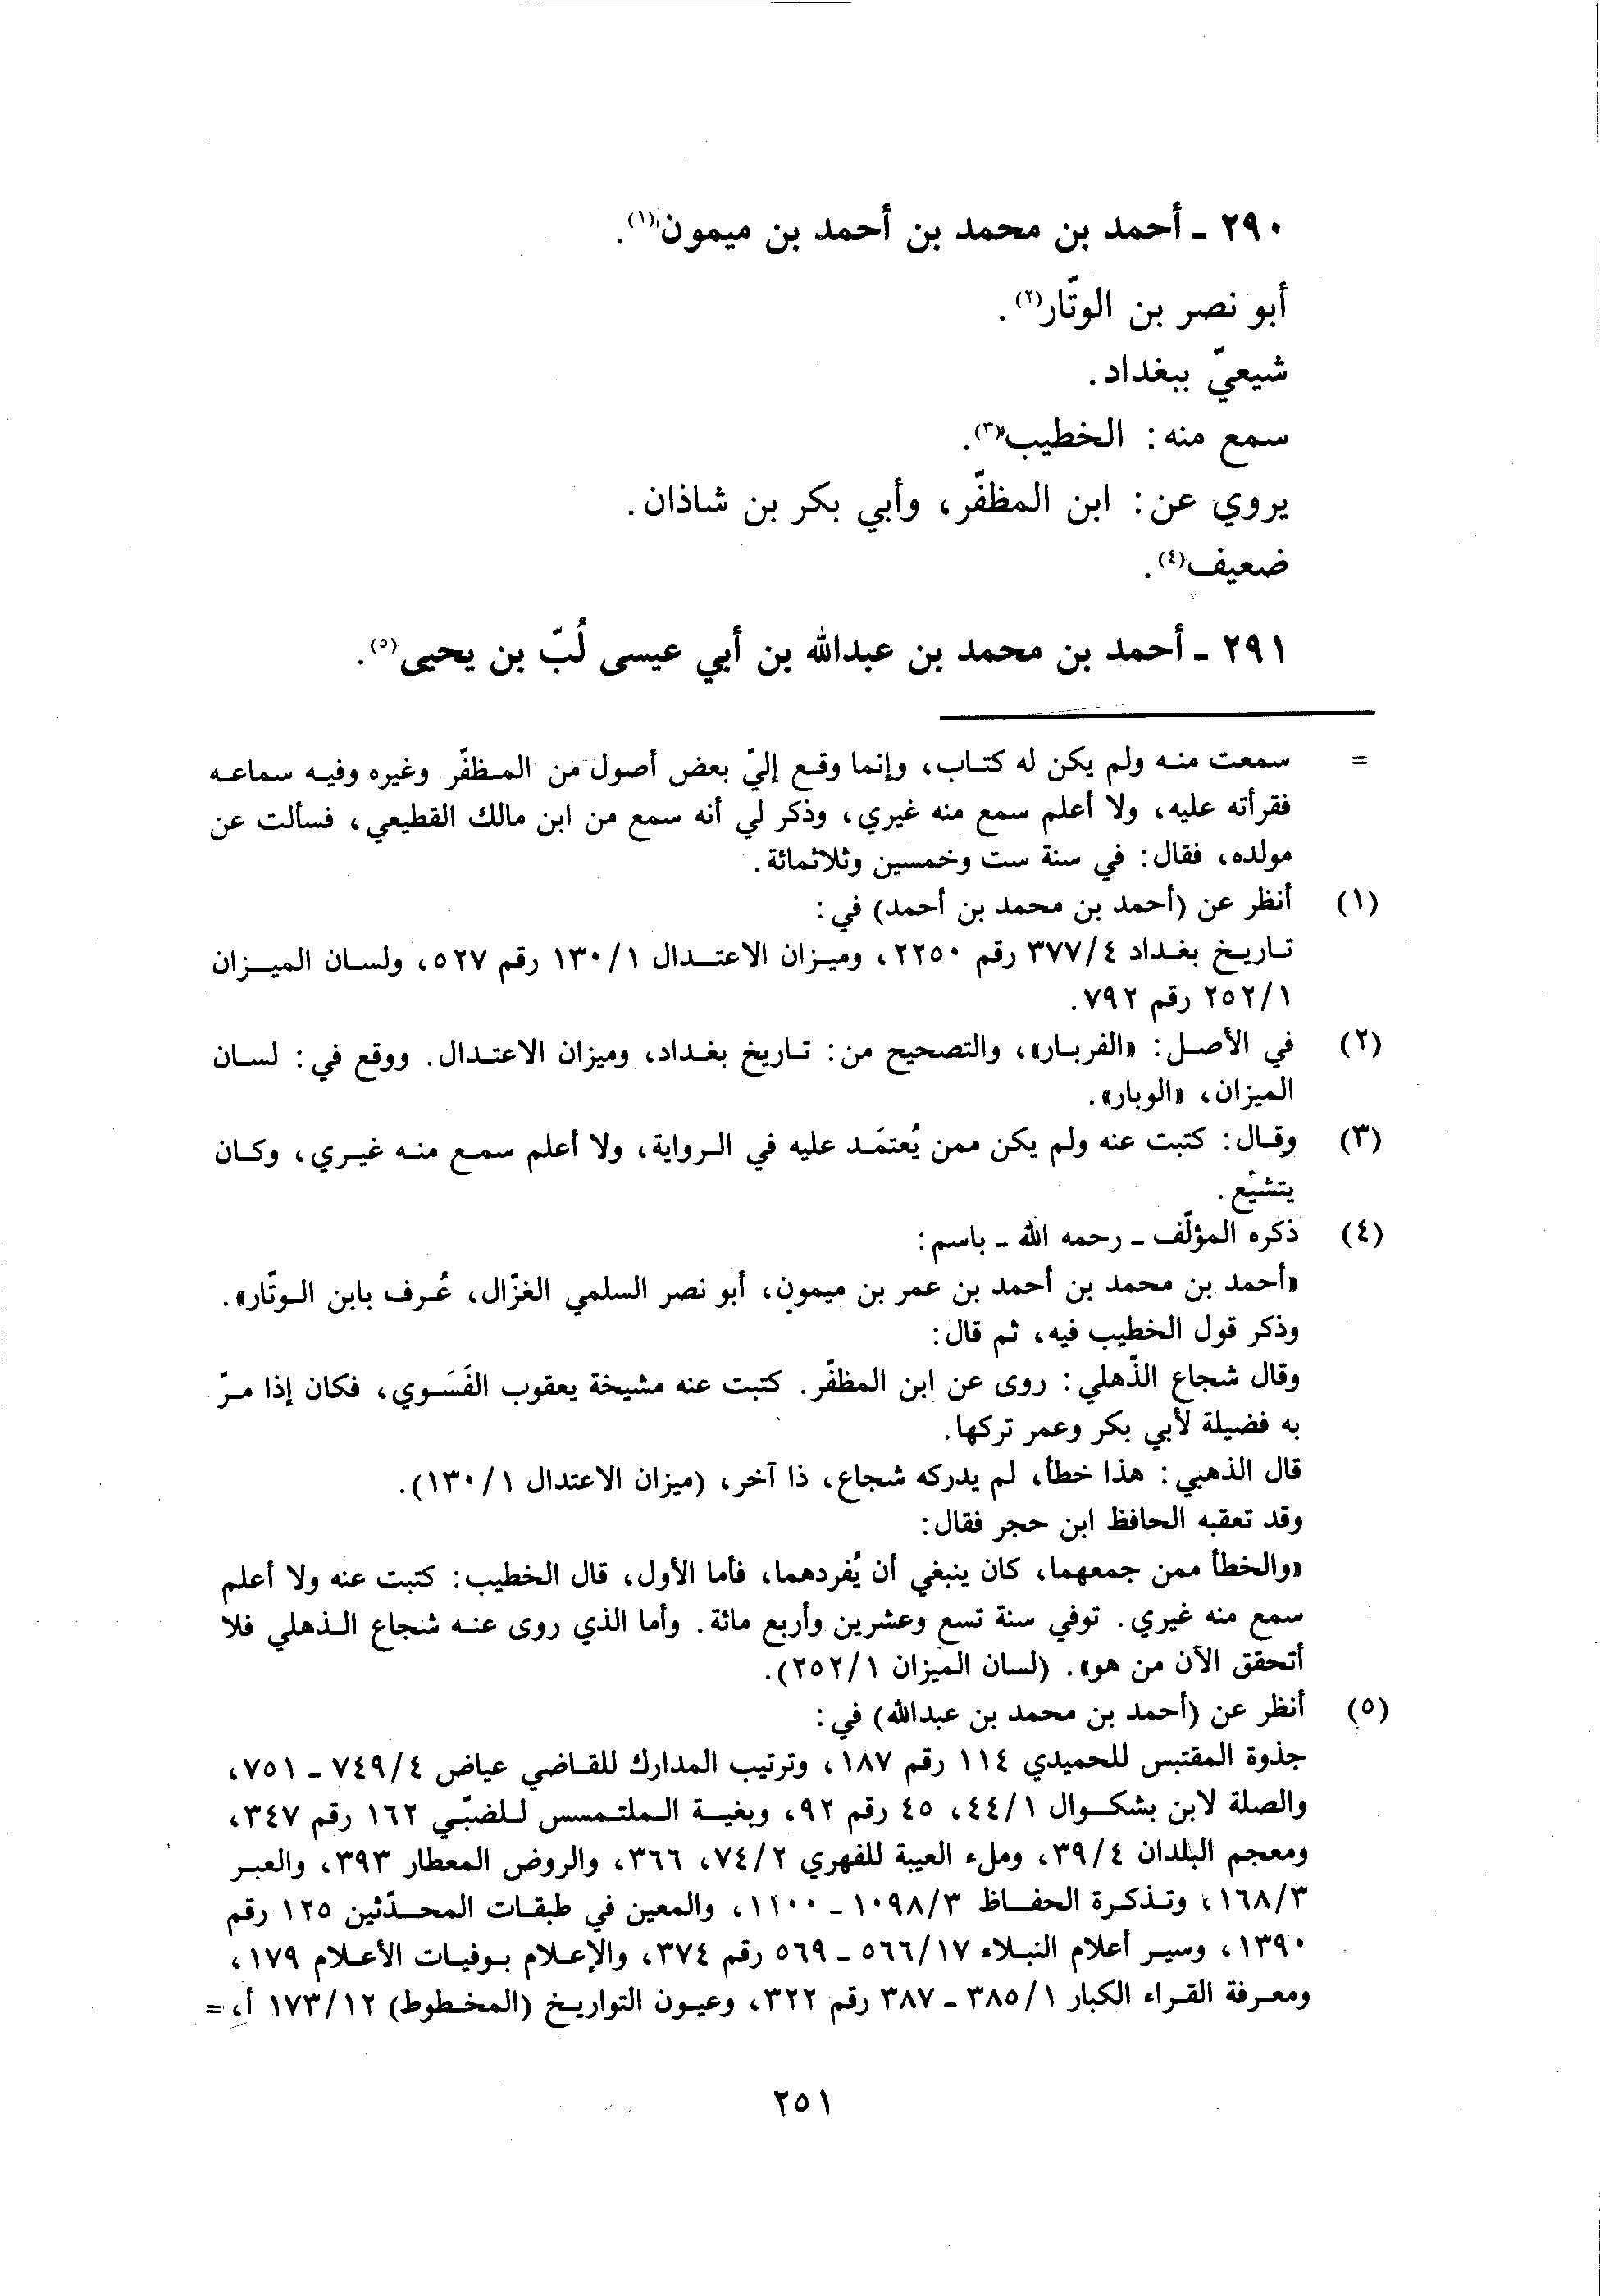 ٢٩٠ ـ أحمد بن محمد بن أحمد بن ميمون(١).
أبو نصر بن الوتّار(٢).
شيعيّ ببغداد.
سمع منه: الخطيب(٣).
يروي عن: ابن المظفّر، وأبي بكر بن شاذان.
ضعيف(٤).
٢٩١ ـ أحمد بن محمد بن عبدالله بن أبي عيسى لُبّ بن يحيى(٥).
= سمعت منه ولم يكن له كتاب، وإنما وقع إليّ بعض أصول من المظفّر وغيره وفيه سماعه
فقرأته عليه، ولا أعلم سمع منه غيري، وذكر لي أنه سمع من ابن مالك القطيعي، فسألت عن
مولده، فقال: في سنة ست وخمسين وثلاثمائة.
(١) أنظر عن (أحمد بن محمد بن أحمد) في:
تاريخ بغداد ٤/٣٧٧ رقم ٢٢٥٠، وميزان الاعتدال ١/١٣٠ رقم ٥٢٧، ولسان الميزان
١/٢٥٢ رقم ٧٩٢.
(٢) في الأصل: «الفربار»، والتصحيح من: تاريخ بغداد، وميزان الاعتدال. ووقع في: لسان
الميزان، «الوبار».
(٣) وقال: كتبت عنه ولم يكن ممن يُعتمَد عليه في الرواية، ولا أعلم سمع منه غيري، وكان
يتشيّع.
(٤) ذكره المؤلّف ـ رحمه الله ـ باسم:
«أحمد بن محمد بن أحمد بن عمر بن ميمون، أبو نصر السلمي الغزّال، عُرف بابن الوتّار».
وذكر قول الخطيب فيه، ثم قال:
وقال شجاع الذّهلي: روى عن ابن المظفّر. كتبت عنه مشيخة يعقوب الفَسَوي، فكان إذا مرّ
به فضيلة لأبي بكر وعمر تركها.
قال الذهبي: هذا خطأ، لم يدركه شجاع، ذا آخر، (ميزان الاعتدال ١/١٣٠).
وقد تعقبه الحافظ ابن حجر فقال:
«والخطأ ممن جمعهما، كان ينبغي أن يُفردهما، فأما الأول، قال الخطيب: كتبت عنه ولا أعلم
سمع منه غيري. توفي سنة تسع وعشرين وأربع مائة. وأما الذي روى عنه شجاع الذهلي فلا
أتحقق الآن من هو». (لسان الميزان ١/٢٥٢).
(٥) أنظر عن (أحمد بن محمد بن عبدالله) في:
جذوة المقتبس للحميدي ١١٤ رقم ١٨٧، وترتيب المدارك للقاضي عياض ٤/٧٤٩ ـ ٧٥١،
والصلة لابن بشكوال ١/٤٤، ٤٥ رقم ٩٢، وبغية الملتمسس للضبّي ١٦٢ رقم ٣٤٧،
ومعجم البلدان ٤/٣٩، وملء العيبة للفهري ٢/٧٤، ٣٦٦، والروض المعطار ٣٩٣، والعبر
٣/١٦٨، وتذكرة الحفاظ ٣/١٠٩٨ ـ ١١٠٠، والمعين في طبقات المحدّثين ١٢٥ رقم
١٣٩٠، وسير أعلام النبلاء ١٧/٥٦٦ ـ ٥٦٩ رقم ٣٧٤، والإعلام بوفيات الأعلام ١٧٩،
ومعرفة القراء الكبار ١/٣٨٥ ـ ٣٨٧ رقم ٣٢٢، وعيون التواريخ (المخطوط) ١٢/١٧٣ أ، =
٢٥١